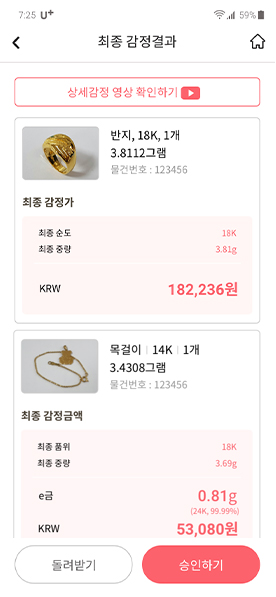 7:25 U+ 59%
최종 감정결과
상세감정 영상 확인하기
반지, 18K, 1개
3.8112그램
물건번호 : 123456
최종 감정가
최종 순도 18K
최종 중량 3.81g
KRW 182,236원
목걸이 | 14K | 1개
3.4308그램
물건번호 : 123456
최종 감정금액
최종 품위 18K
최종 중량 3.69g
e금 0.81g
(24K, 99.99%)
KRW 53,080원
돌려받기 승인하기